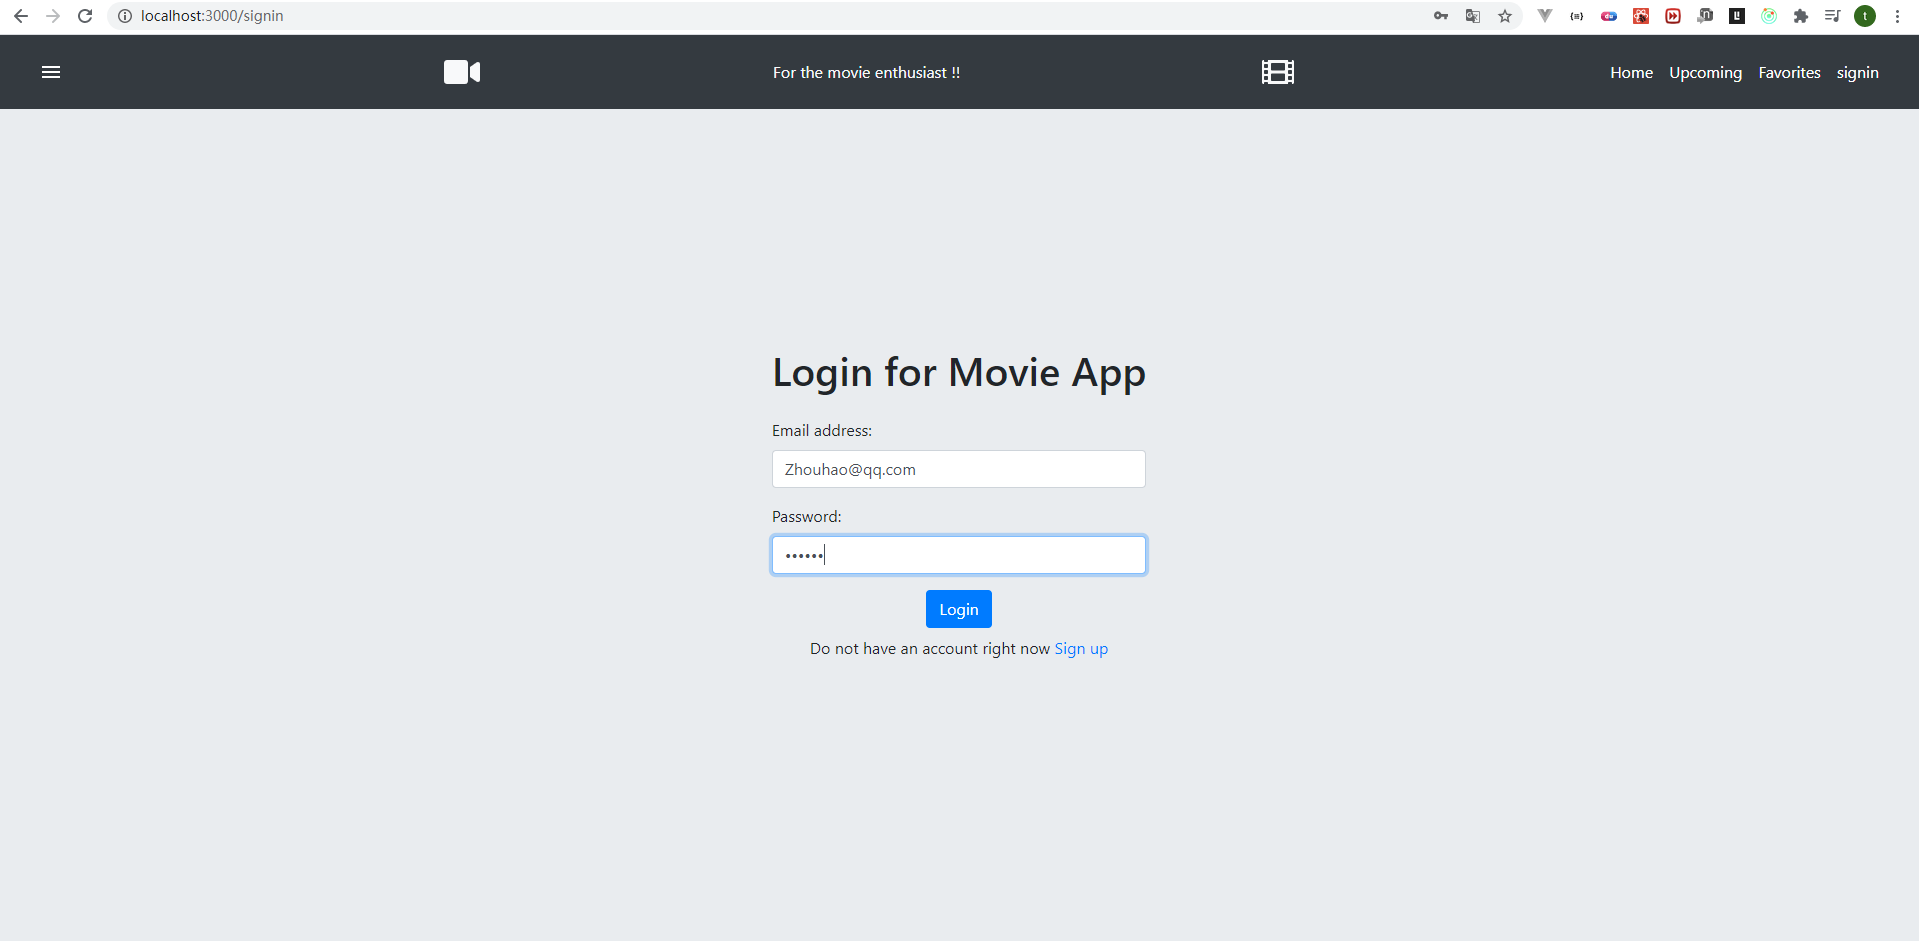 localhost:3000/signin
For the movie enthusiast !!
Home Upcoming Favorites signin
Login for Movie App
Email address:
Zhouhao@qq.com
Password:
••••••
Login
Do not have an account right now Sign up